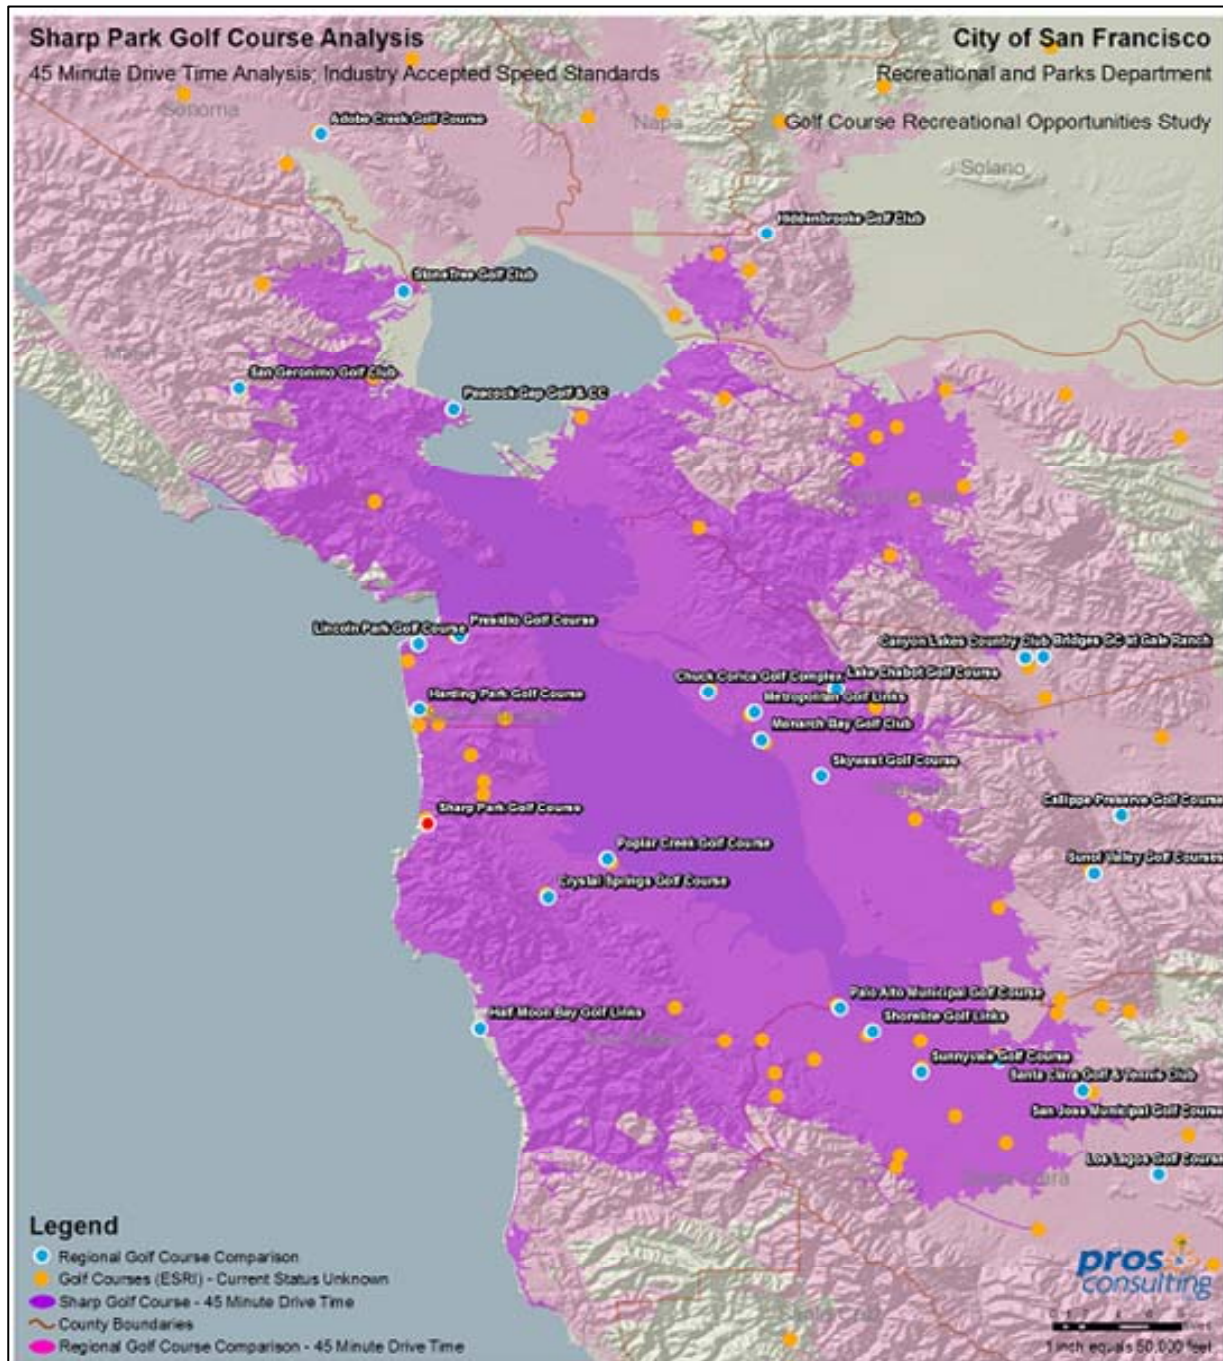 Sharp Park Golf Course Analysis
City of San Francisco
45 Minute Drive Time Analysis; Industry Accepted Speed Standards
Recreational and Parks Department
Golf Course Recreational Opportunities Study
Sonoma
Napa
Adobe Creek Golf Course
Solano
Hiddenbrooke Golf Club
StoneTree Golf Club
Marin
San Geronimo Golf Club
Peacock Gap Golf & CC
Presidio Golf Course
Lincoln Park Golf Course
Canyon Lakes Country Club
Bridges GC at Gale Ranch
Chuck Corica Golf Complex
Lake Chabot Golf Course
Harding Park Golf Course
Metropolitan Golf Links
Monarch Bay Golf Club
Skywest Golf Course
Callippe Preserve Golf Course
Sharp Park Golf Course
Poplar Creek Golf Course
Sunol Valley Golf Courses
Crystal Springs Golf Course
Palo Alto Municipal Golf Course
Half Moon Bay Golf Links
Shoreline Golf Links
Sunnyvale Golf Course
Santa Clara Golf & Tennis Club
San Jose Municipal Golf Course
Los Lagos Golf Course
Santa Clara
Legend
Regional Golf Course Comparison
Golf Courses (ESRI) - Current Status Unknown
Sharp Golf Course - 45 Minute Drive Time
County Boundaries
Regional Golf Course Comparison - 45 Minute Drive Time
pros
consulting
Miles
1 inch equals 50,000 feet